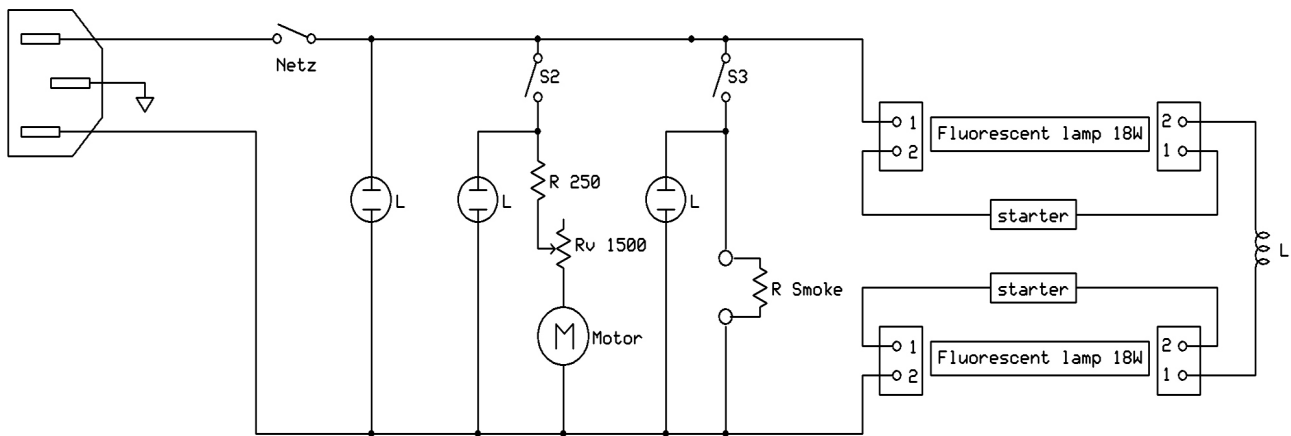 Netz
S2
S3
1
Fluorescent lamp 18W
2
2
1
R 250
L
L
L
starter
Rv 1500
L
R Smoke
starter
Motor
M
1
Fluorescent lamp 18W
2
2
1